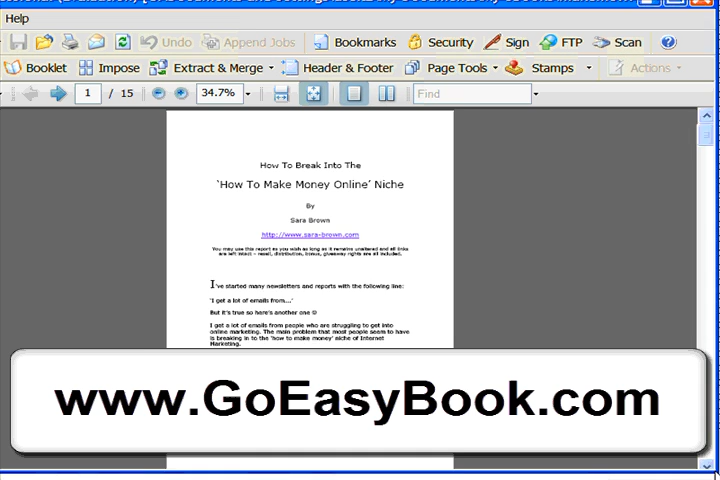 Help
Undo Append Jobs Bookmarks Security Sign FTP Scan
Booklet Impose Extract & Merge Header & Footer Page Tools Stamps Actions
1 / 15 34.7% Find
How To Break Into The
'How To Make Money Online' Niche
By
Sara Brown
http://www.sara-brown.com
You may use this report as you wish as long as it remains unaltered and all links
are left intact – resell, distribution, bonus, giveaway rights are all included.
I've started many newsletters and reports with the following line:
'I get a lot of emails from...'
But it's true so here's another one ☺
I get a lot of emails from people who are struggling to get into
online marketing. The main problem that most people seem to have
is breaking in to the 'how to make money' niche of Internet
Marketing.
www.GoEasyBook.com